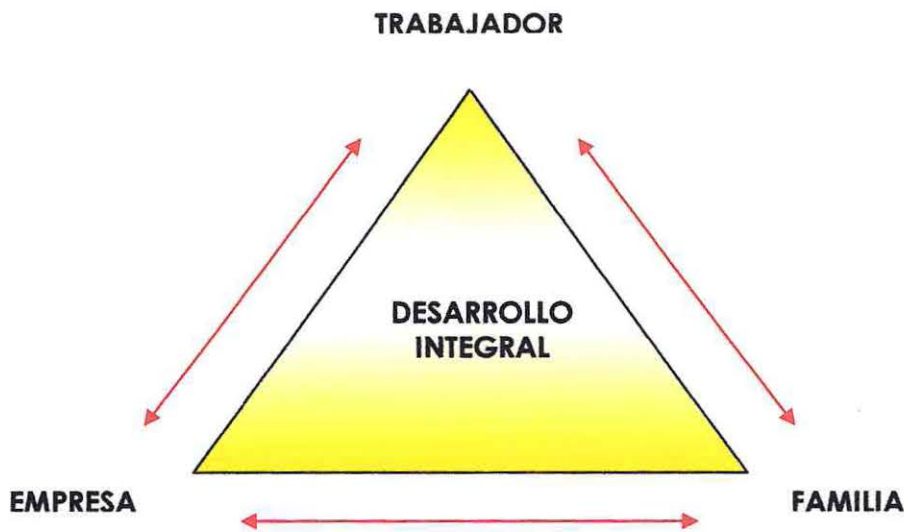 TRABAJADOR
DESARROLLO
INTEGRAL
EMPRESA
FAMILIA